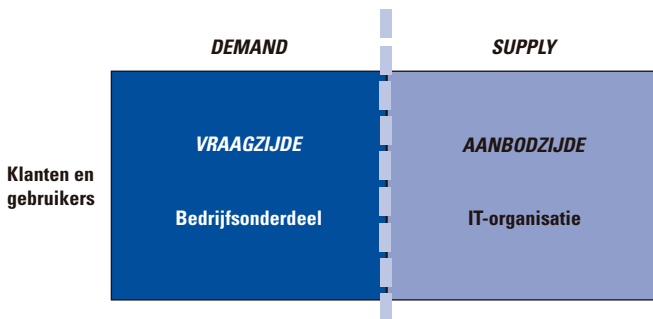 DEMAND
SUPPLY
VRAAGZIJDE
AANBODZIJDE
Klanten en
gebruikers
Bedrijfsonderdeel
IT-organisatie